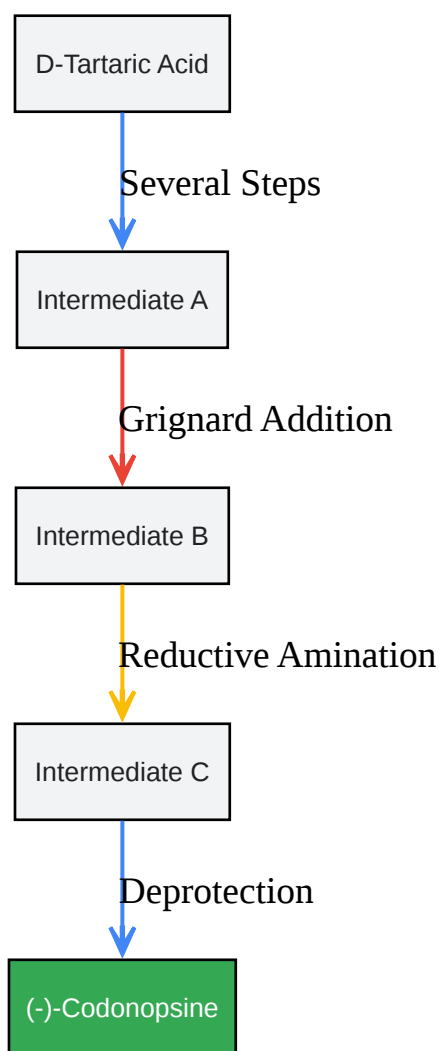 D-Tartaric Acid
Several Steps
Intermediate A
Grignard Addition
Intermediate B
Reductive Amination
Intermediate C
Deprotection
(-)-Codonopsine